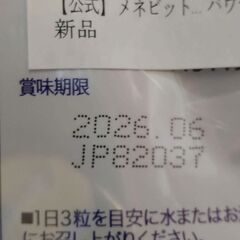 【公式】メネビット... パワ
新品
賞味期限
2026.06
JP82037
■1日3粒を目安に水またはお
にお召し上がりください。